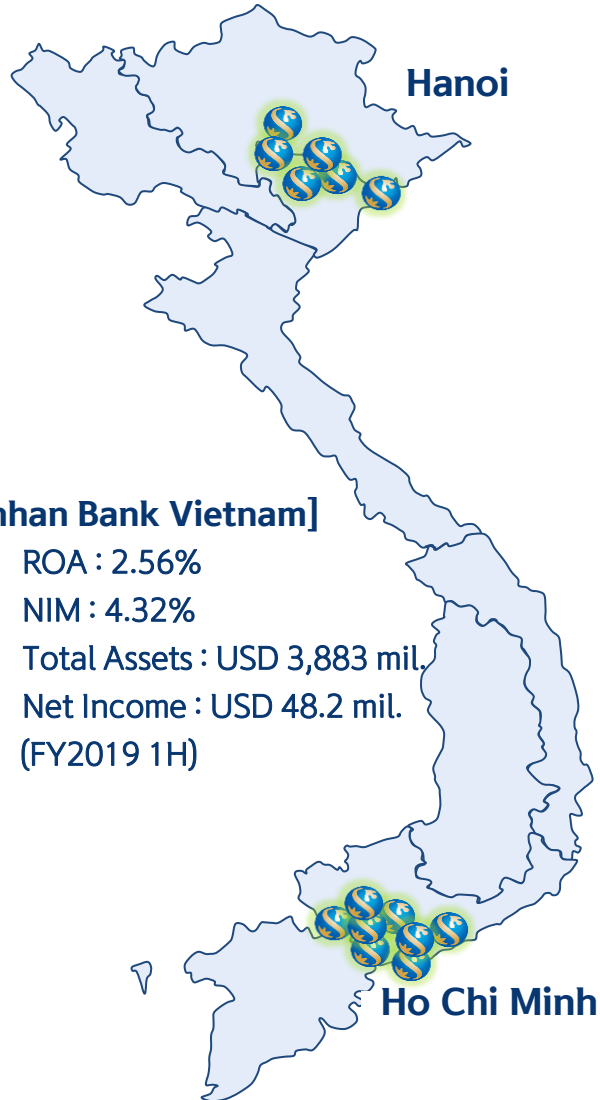 Hanoi
nhan Bank Vietnam]
ROA : 2.56%
NIM : 4.32%
Total Assets : USD 3,883 mil.
Net Income : USD 48.2 mil.
(FY2019 1H)
Ho Chi Minh